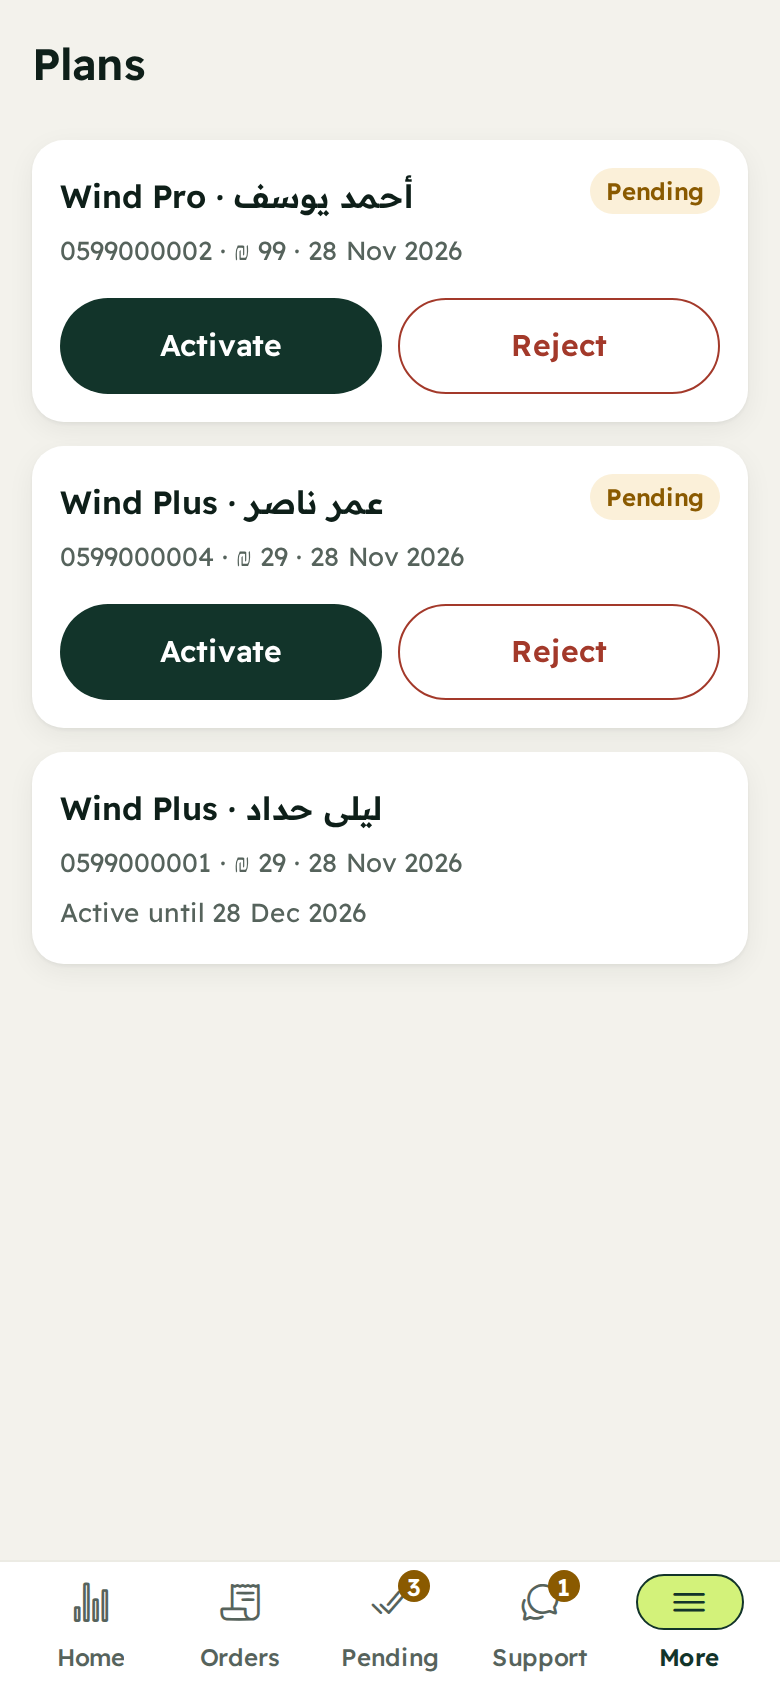 Plans
Wind Pro · أحمد يوسف
Pending
0599000002 · ₪ 99 · 28 Nov 2026
Activate
Reject
Wind Plus · عمر ناصر
Pending
0599000004 · ₪ 29 · 28 Nov 2026
Activate
Reject
Wind Plus · ليلى حداد
0599000001 · ₪ 29 · 28 Nov 2026
Active until 28 Dec 2026
3
1
Home
Orders
Pending
Support
More